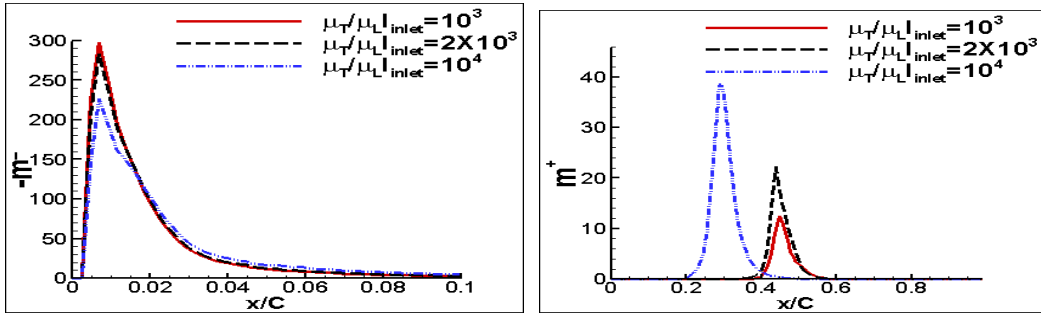 μT/μL|inlet=10³
μT/μL|inlet=2X10³
μT/μL|inlet=10⁴
300
250
200
150
100
50
0
-m⁻
0
0.02
0.04
0.06
0.08
0.1
x/C
μT/μL|inlet=10³
μT/μL|inlet=2X10³
μT/μL|inlet=10⁴
40
30
20
10
0
m⁺
0
0.2
0.4
0.6
0.8
x/C